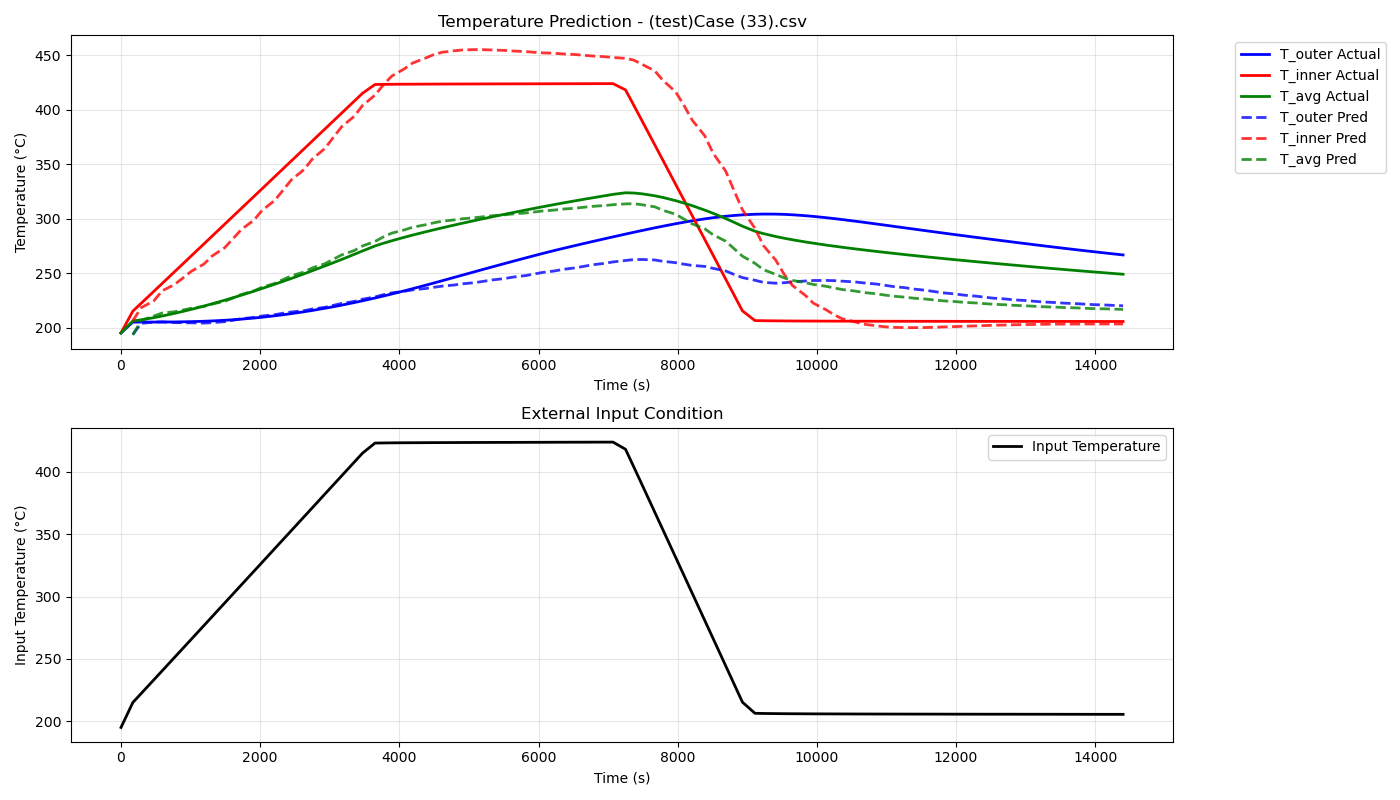 Temperature Prediction - (test)Case (33).csv
Temperature (°C)
450
400
350
300
250
200
0 2000 4000 6000 8000 10000 12000 14000
Time (s)
T_outer Actual
T_inner Actual
T_avg Actual
T_outer Pred
T_inner Pred
T_avg Pred
External Input Condition
Input Temperature (°C)
400
350
300
250
200
Input Temperature
0 2000 4000 6000 8000 10000 12000 14000
Time (s)